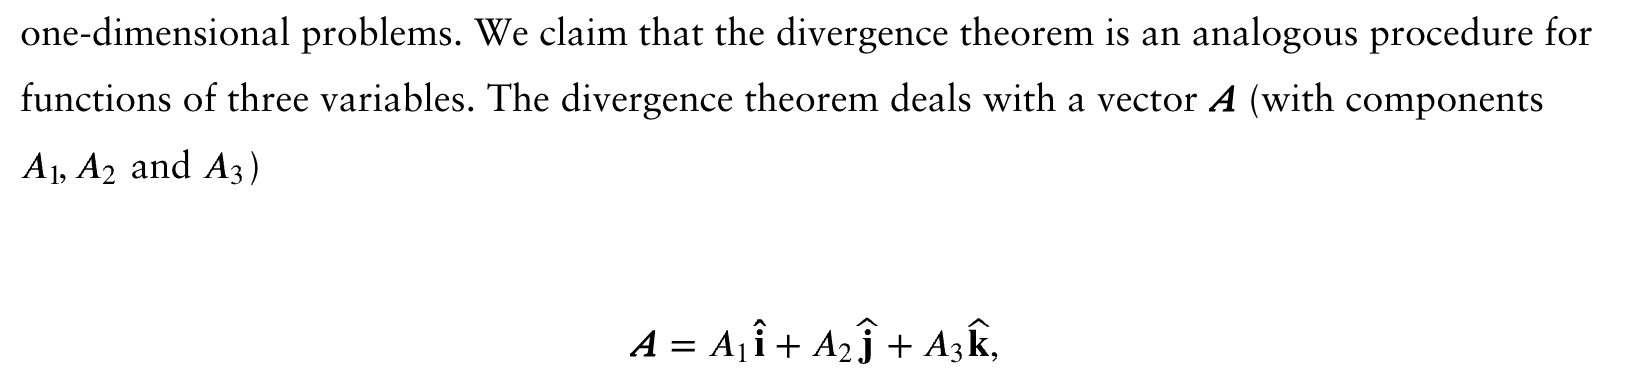 one-dimensional problems. We claim that the divergence theorem is an analogous procedure for
functions of three variables. The divergence theorem deals with a vector A (with components
A₁, A₂ and A₃)
A = A₁î + A₂ĵ + A₃k̂,